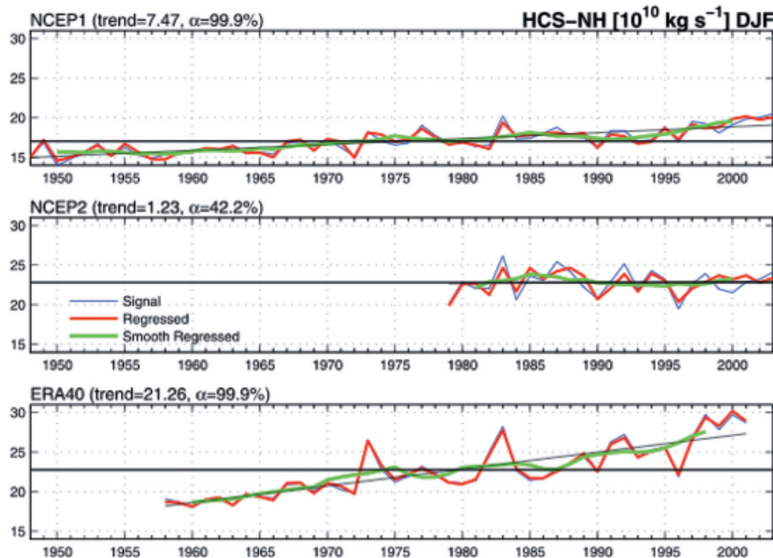 NCEP1 (trend=7.47, α=99.9%) HCS–NH [10¹⁰ kg s⁻¹] DJF
30
25
20
15
1950 1955 1960 1965 1970 1975 1980 1985 1990 1995 2000
NCEP2 (trend=1.23, α=42.2%)
30
25
20
15
Signal
Regressed
Smooth Regressed
1950 1955 1960 1965 1970 1975 1980 1985 1990 1995 2000
ERA40 (trend=21.26, α=99.9%)
30
25
20
15
1950 1955 1960 1965 1970 1975 1980 1985 1990 1995 2000